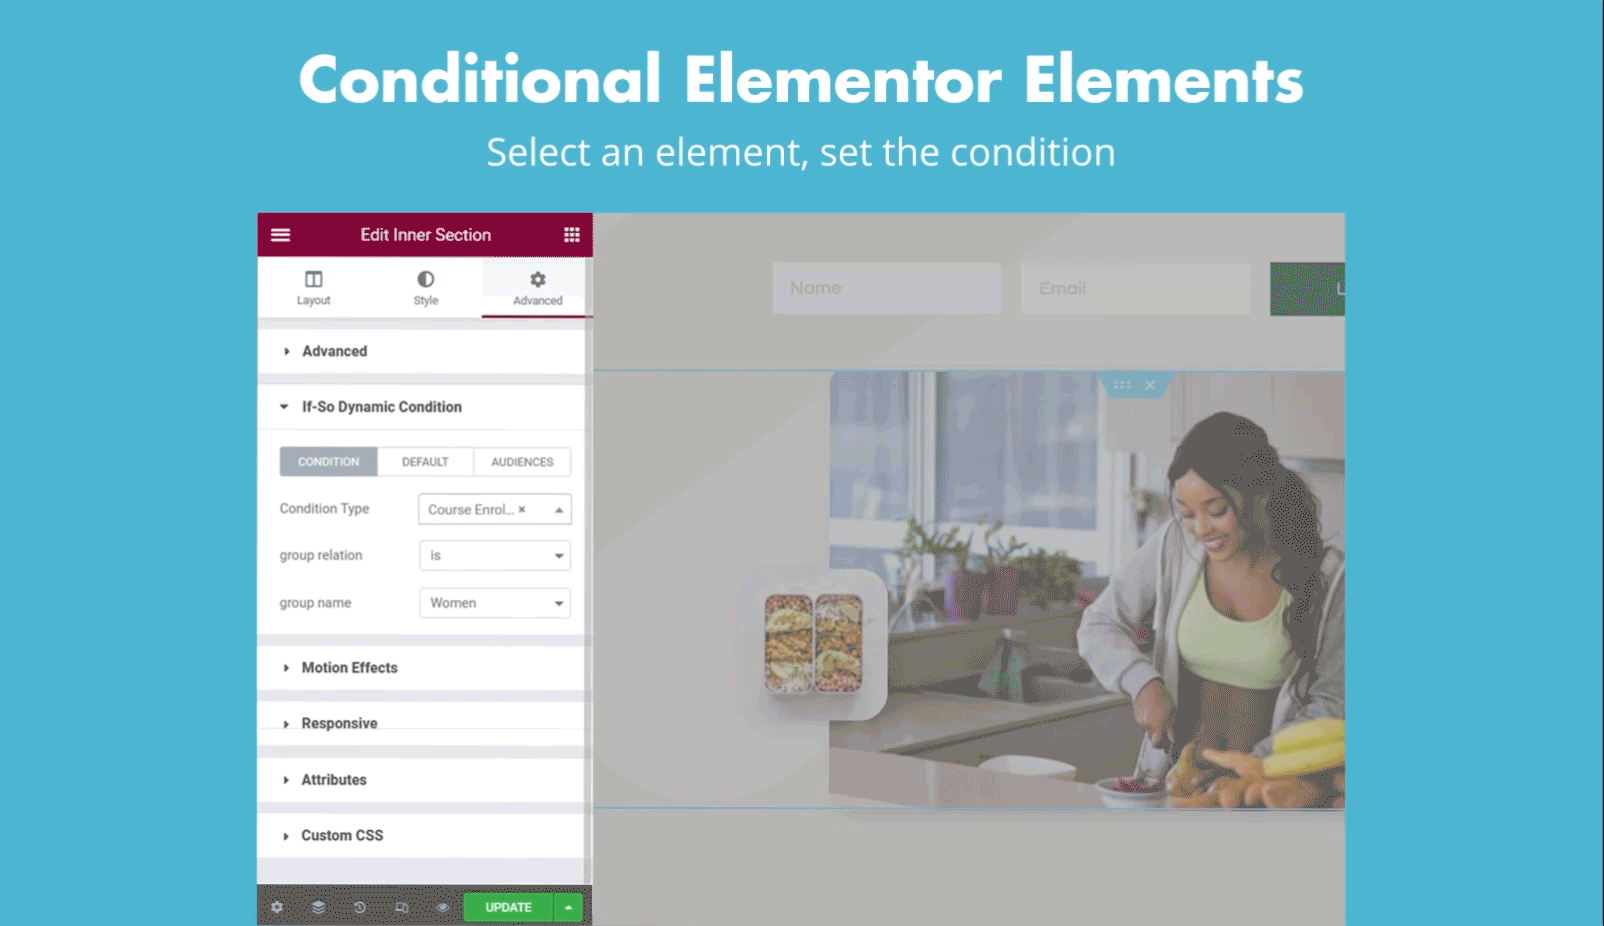 Conditional Elementor Elements
Select an element, set the condition
Edit Inner Section
Layout
Style
Advanced
Advanced
If-So Dynamic Condition
CONDITION
DEFAULT
AUDIENCES
Condition Type
Course Enrol... ×
group relation
is
group name
Women
Motion Effects
Responsive
Attributes
Custom CSS
UPDATE
Name
Email
L